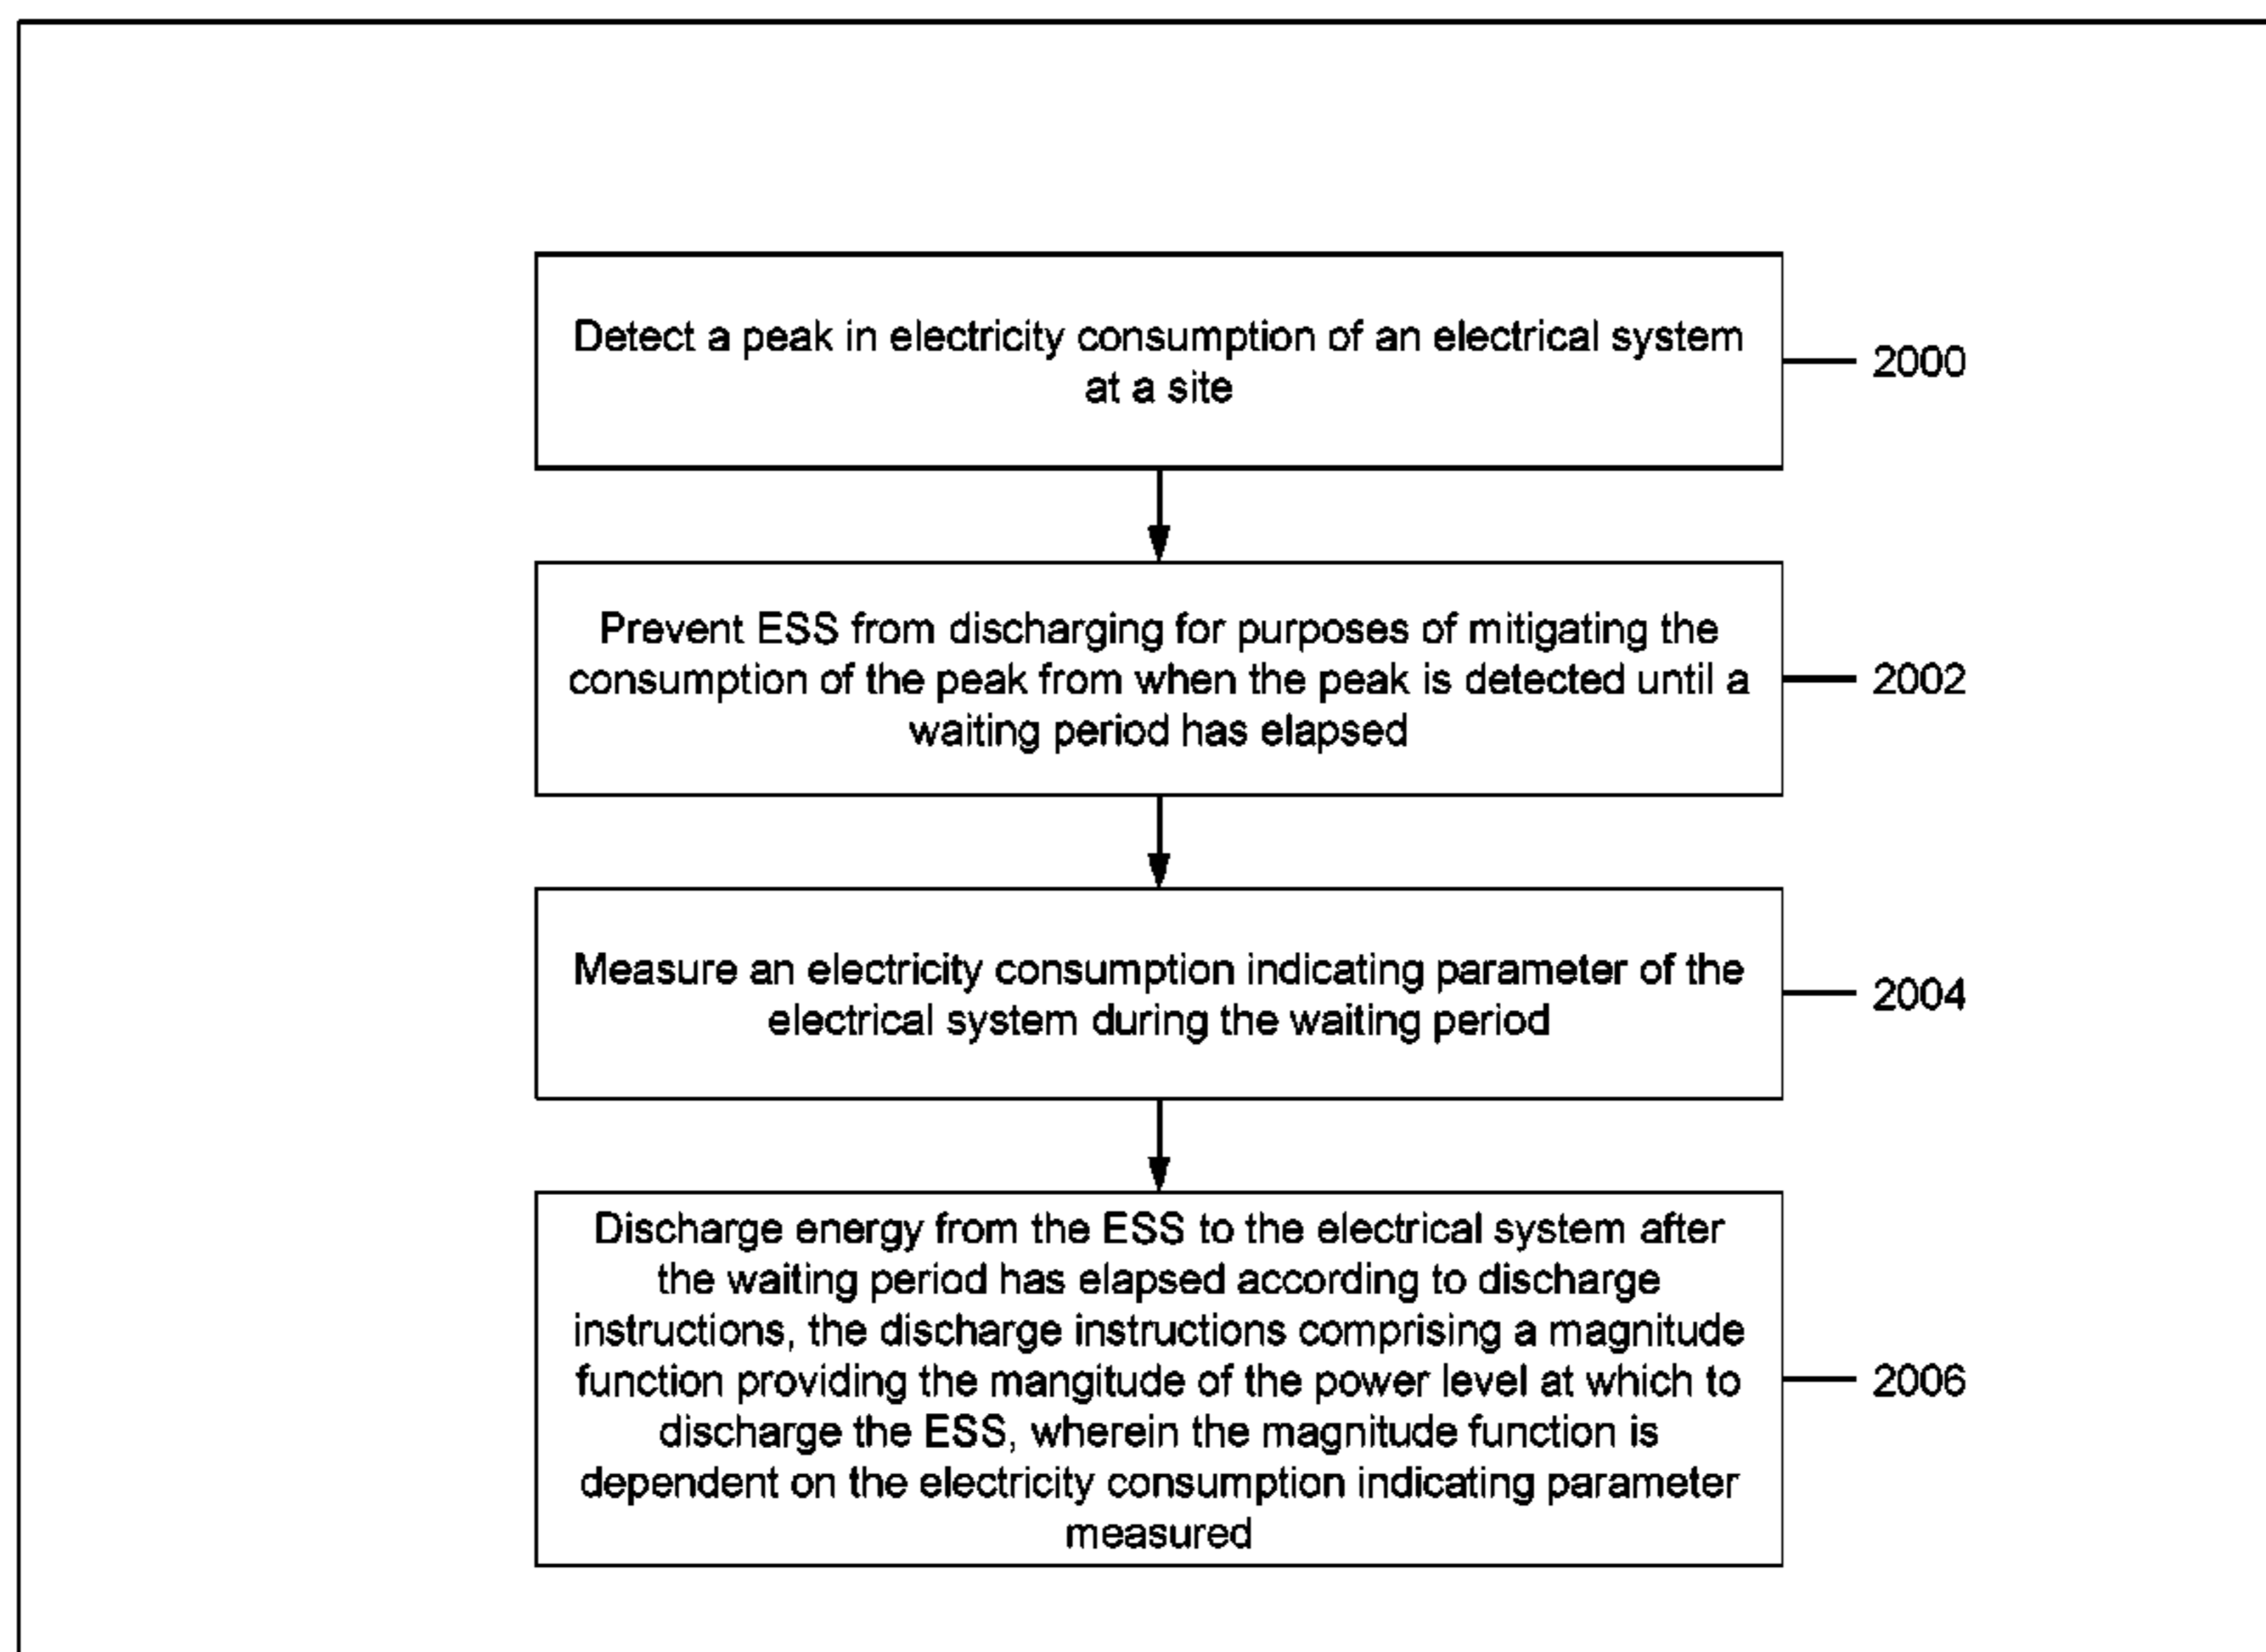 Detect a peak in electricity consumption of an electrical system
at a site
2000
Prevent ESS from discharging for purposes of mitigating the
consumption of the peak from when the peak is detected until a
waiting period has elapsed
2002
Measure an electricity consumption indicating parameter of the
electrical system during the waiting period
2004
Discharge energy from the ESS to the electrical system after
the waiting period has elapsed according to discharge
instructions, the discharge instructions comprising a magnitude
function providing the mangitude of the power level at which to
discharge the ESS, wherein the magnitude function is
dependent on the electricity consumption indicating parameter
measured
2006